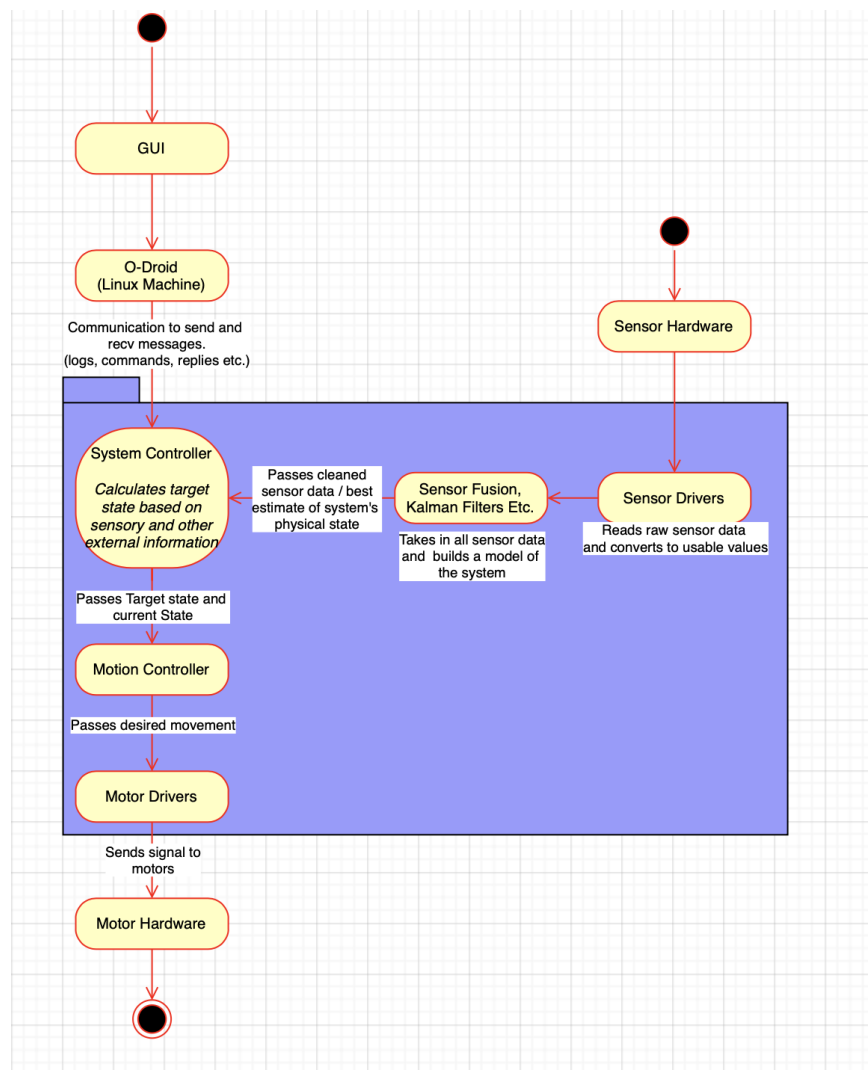 GUI
O-Droid
(Linux Machine)
Communication to send and
recv messages.
(logs, commands, replies etc.)
Sensor Hardware
System Controller
Calculates target
state based on
sensory and other
external information
Passes cleaned
sensor data / best
estimate of system's
physical state
Sensor Fusion,
Kalman Filters Etc.
Takes in all sensor data
and builds a model of
the system
Sensor Drivers
Reads raw sensor data
and converts to usable values
Passes Target state and
current State
Motion Controller
Passes desired movement
Motor Drivers
Sends signal to
motors
Motor Hardware